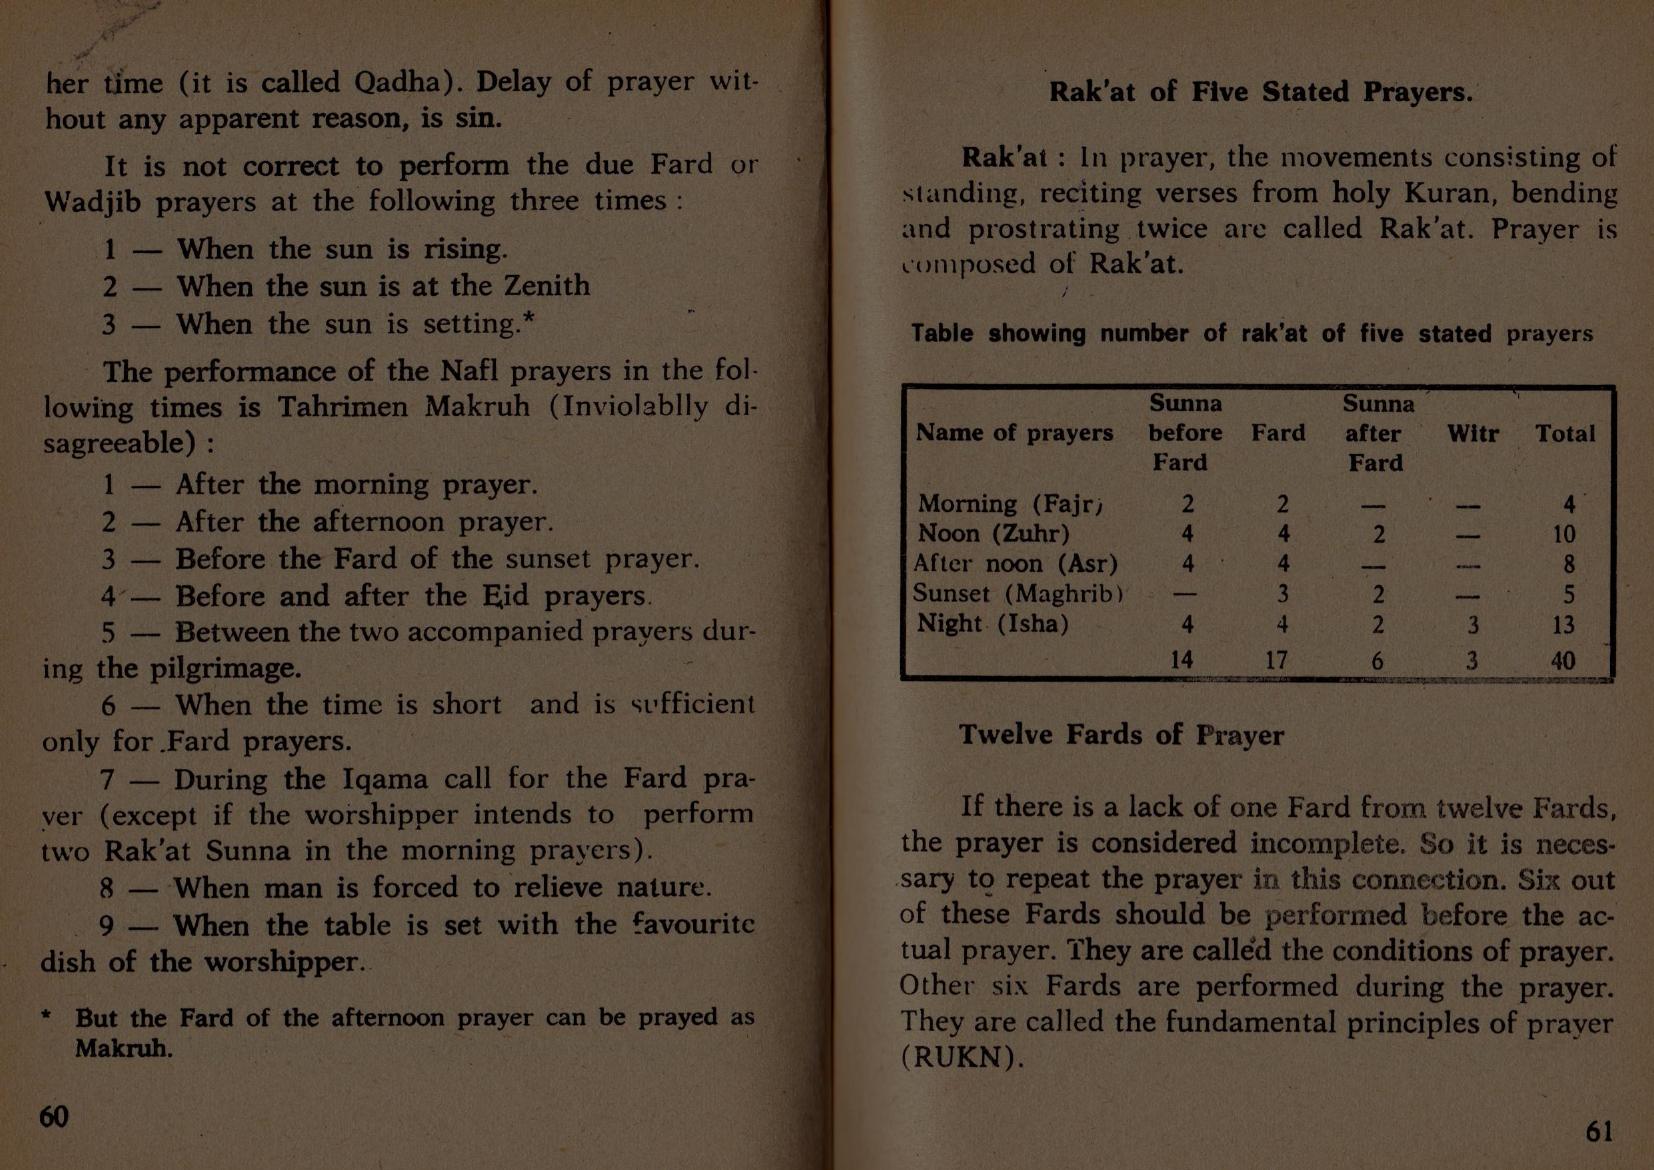 her time (it is called Qadha). Delay of prayer wit-
hout any apparent reason, is sin.
It is not correct to perform the due Fard or
Wadjib prayers at the following three times :
1 — When the sun is rising.
2 — When the sun is at the Zenith
3 — When the sun is setting.*
The performance of the Nafl prayers in the fol-
lowing times is Tahrimen Makruh (Inviolablly di-
sagreeable) :
1 — After the morning prayer.
2 — After the afternoon prayer.
3 — Before the Fard of the sunset prayer.
4 — Before and after the Eid prayers.
5 — Between the two accompanied prayers dur-
ing the pilgrimage.
6 — When the time is short and is sufficient
only for Fard prayers.
7 — During the Iqama call for the Fard pra-
yer (except if the worshipper intends to perform
two Rak'at Sunna in the morning prayers).
8 — When man is forced to relieve nature.
9 — When the table is set with the favourite
dish of the worshipper.
* But the Fard of the afternoon prayer can be prayed as
Makruh.
60
Rak'at of Five Stated Prayers.
Rak'at : In prayer, the movements consisting of
standing, reciting verses from holy Kuran, bending
and prostrating twice are called Rak'at. Prayer is
composed of Rak'at.
Table showing number of rak'at of five stated prayers
Sunna Sunna
Name of prayers before Fard after Witr Total
Fard Fard
Morning (Fajr) 2 2 — — 4
Noon (Zuhr) 4 4 2 — 10
After noon (Asr) 4 4 — — 8
Sunset (Maghrib) — 3 2 — 5
Night (Isha) 4 4 2 3 13
14 17 6 3 40
Twelve Fards of Prayer
If there is a lack of one Fard from twelve Fards,
the prayer is considered incomplete. So it is neces-
sary to repeat the prayer in this connection. Six out
of these Fards should be performed before the ac-
tual prayer. They are called the conditions of prayer.
Other six Fards are performed during the prayer.
They are called the fundamental principles of prayer
(RUKN).
61